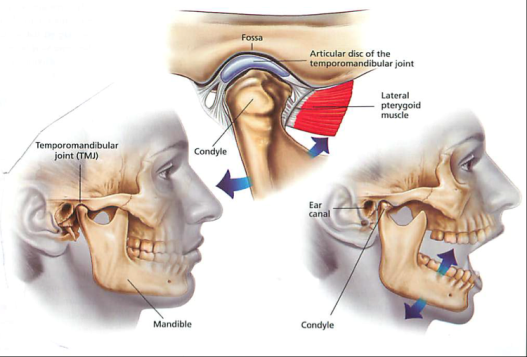 Fossa
Articular disc of the
temporomandibular joint
Lateral
pterygoid
muscle
Condyle
Temporomandibular
joint (TMJ)
Mandible
Ear
canal
Condyle